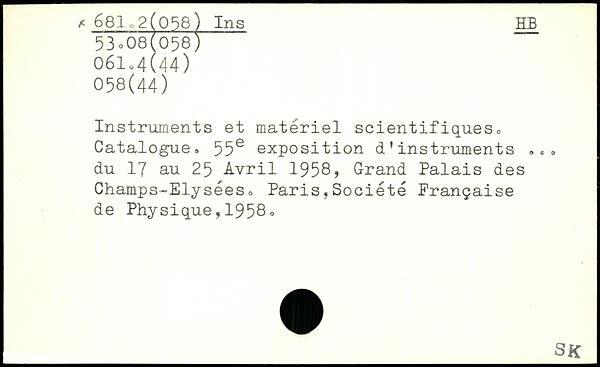 681.2(058) Ins HB
53.08(058)
061.4(44)
058(44)
Instruments et matériel scientifiques.
Catalogue. 55e exposition d'instruments ...
du 17 au 25 Avril 1958, Grand Palais des
Champs-Elysées. Paris,Société Française
de Physique,1958.
SK